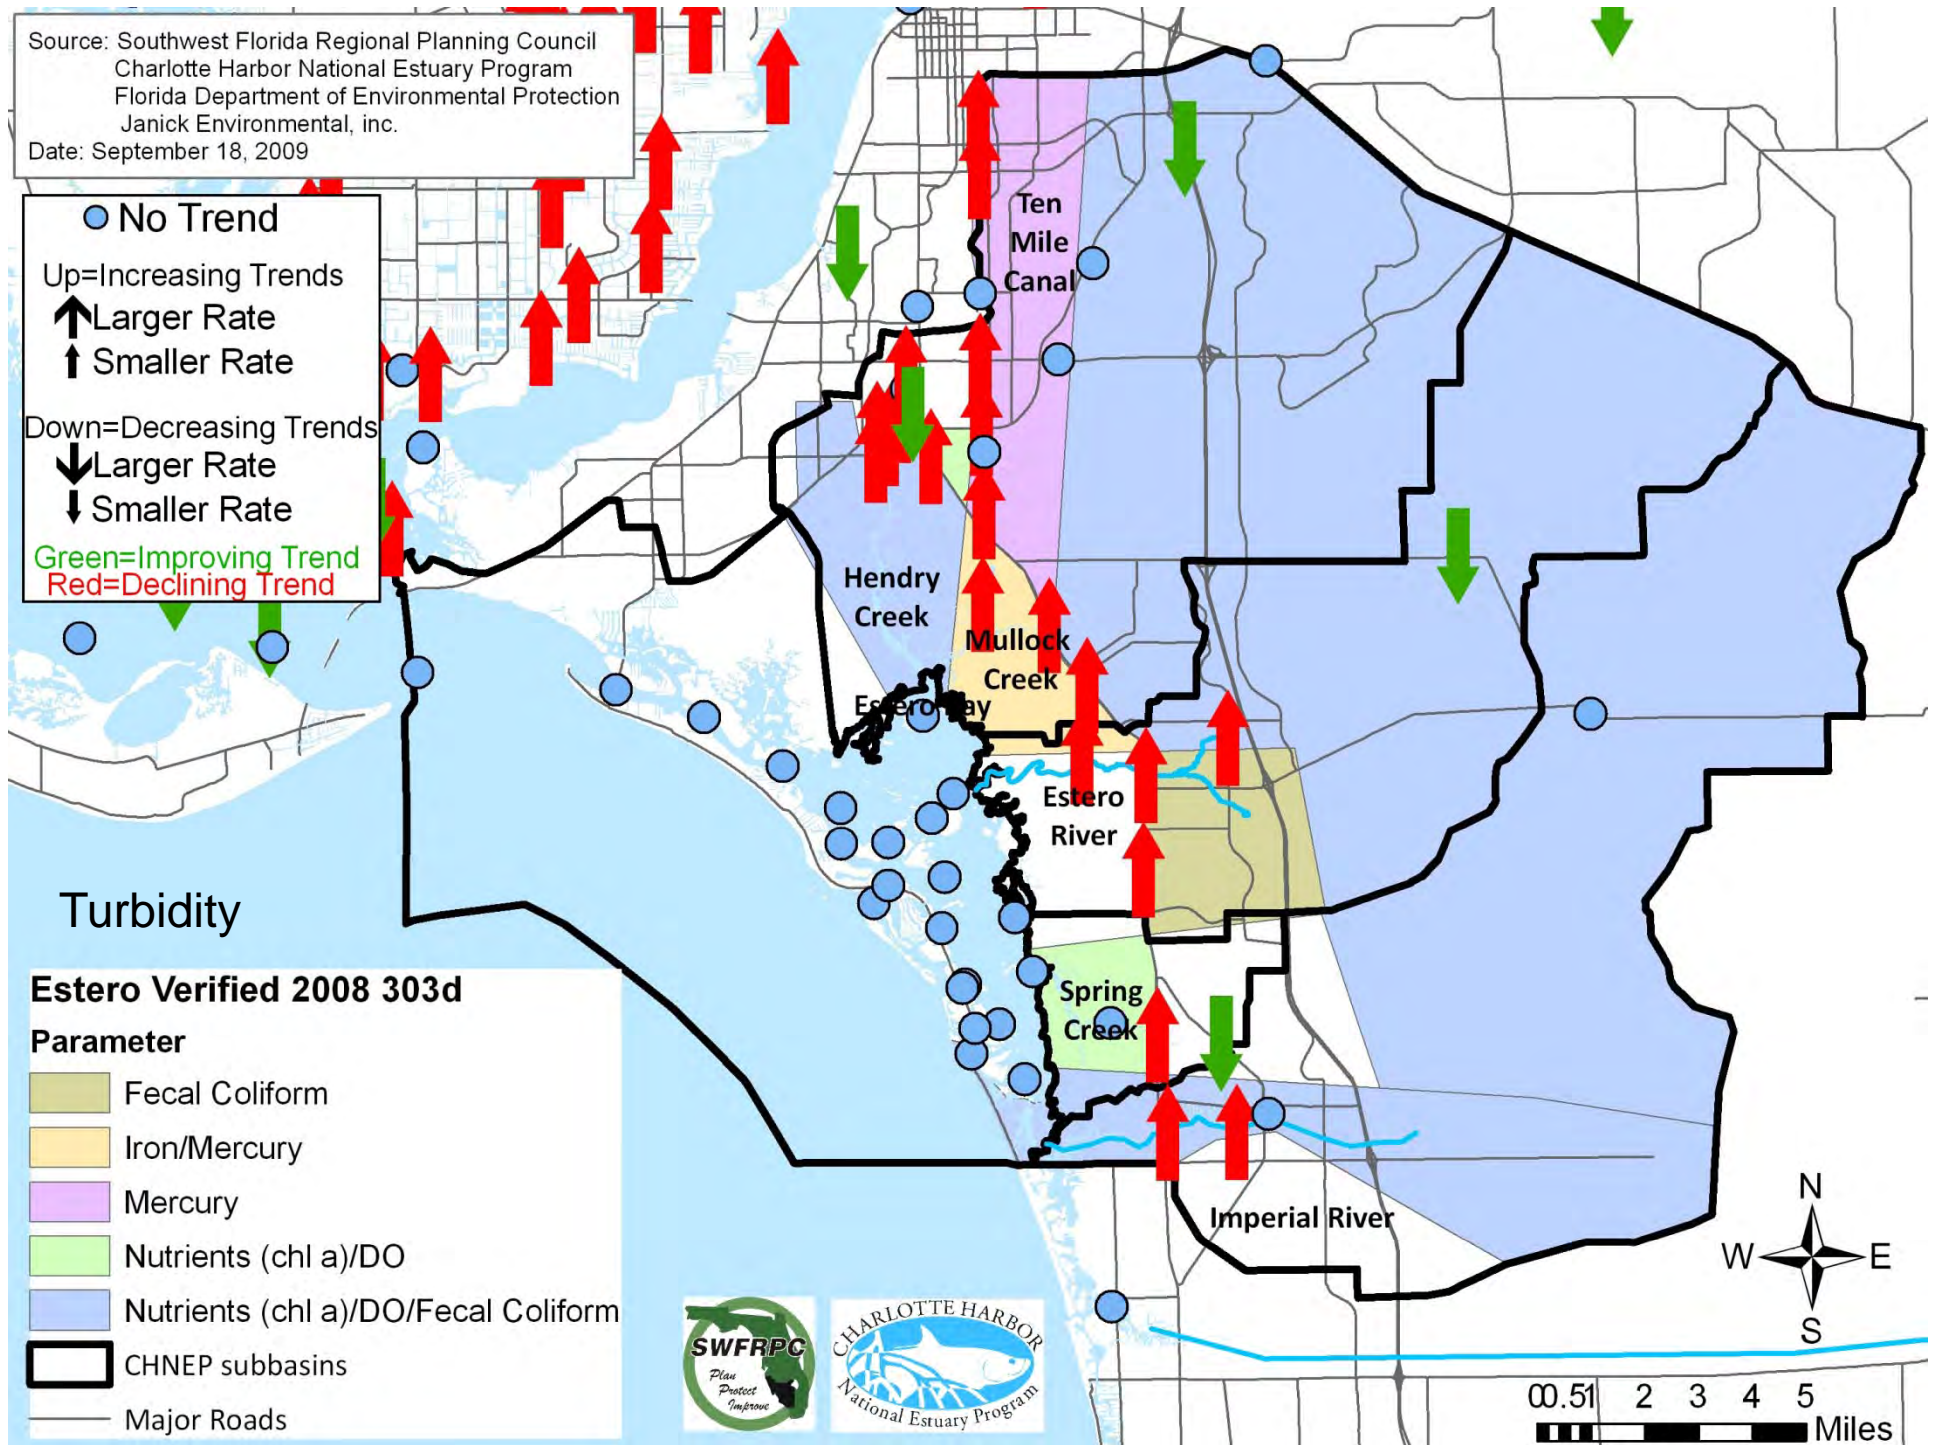 Source: Southwest Florida Regional Planning Council
Charlotte Harbor National Estuary Program
Florida Department of Environmental Protection
Janick Environmental, inc.
Date: September 18, 2009
No Trend
Up=Increasing Trends
Larger Rate
Smaller Rate
Down=Decreasing Trends
Larger Rate
Smaller Rate
Green=Improving Trend
Red=Declining Trend
Ten
Mile
Canal
Hendry
Creek
Mullock
Creek
Estero Bay
Estero
River
Spring
Creek
Imperial River
Turbidity
Estero Verified 2008 303d
Parameter
Fecal Coliform
Iron/Mercury
Mercury
Nutrients (chl a)/DO
Nutrients (chl a)/DO/Fecal Coliform
CHNEP subbasins
Major Roads
SWFRPC
Plan
Protect
Improve
CHARLOTTE HARBOR
National Estuary Program
N
W E
S
0 0.5 1 2 3 4 5
Miles